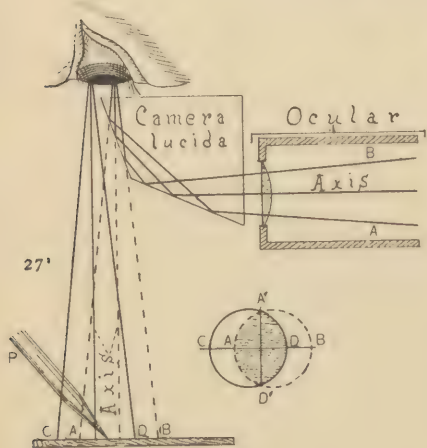 Camera
lucida
Ocular
B
Axis
A
27'
P
Axis
C A D B
A'
C A D B
D'